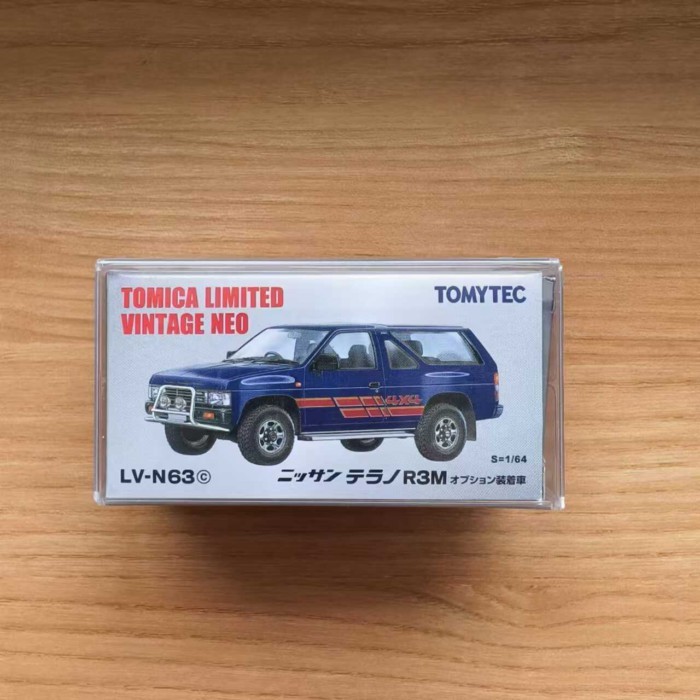 TOMICA LIMITED
VINTAGE NEO
TOMYTEC
4x4
S=1/64
LV-N63ⓒ
ニッサン テラノ R3M オプション装着車